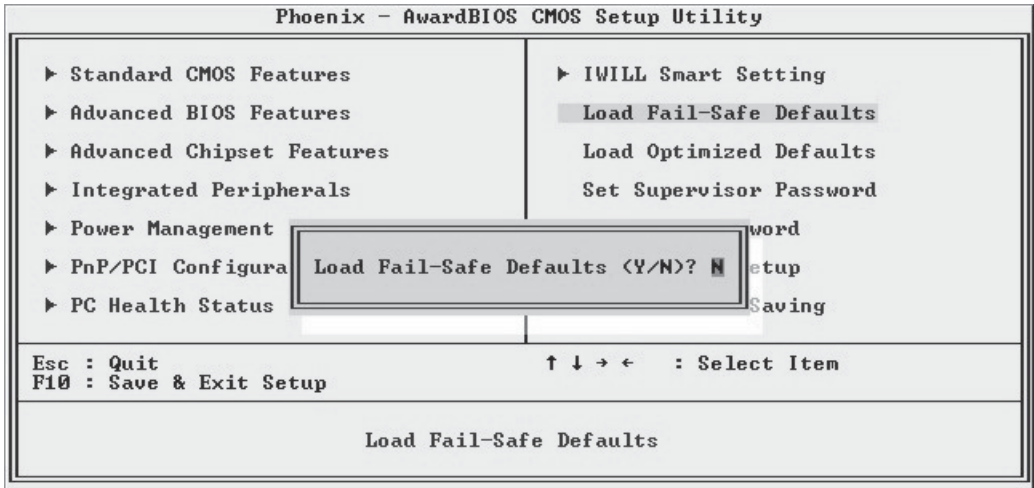 Phoenix - AwardBIOS CMOS Setup Utility
▶ Standard CMOS Features
▶ Advanced BIOS Features
▶ Advanced Chipset Features
▶ Integrated Peripherals
▶ Power Management
▶ PnP/PCI Configura
▶ PC Health Status
▶ IWILL Smart Setting
Load Fail-Safe Defaults
Load Optimized Defaults
Set Supervisor Password
word
etup
Saving
Load Fail-Safe Defaults (Y/N)? N
Esc : Quit
F10 : Save & Exit Setup
↑ ↓ → ← : Select Item
Load Fail-Safe Defaults